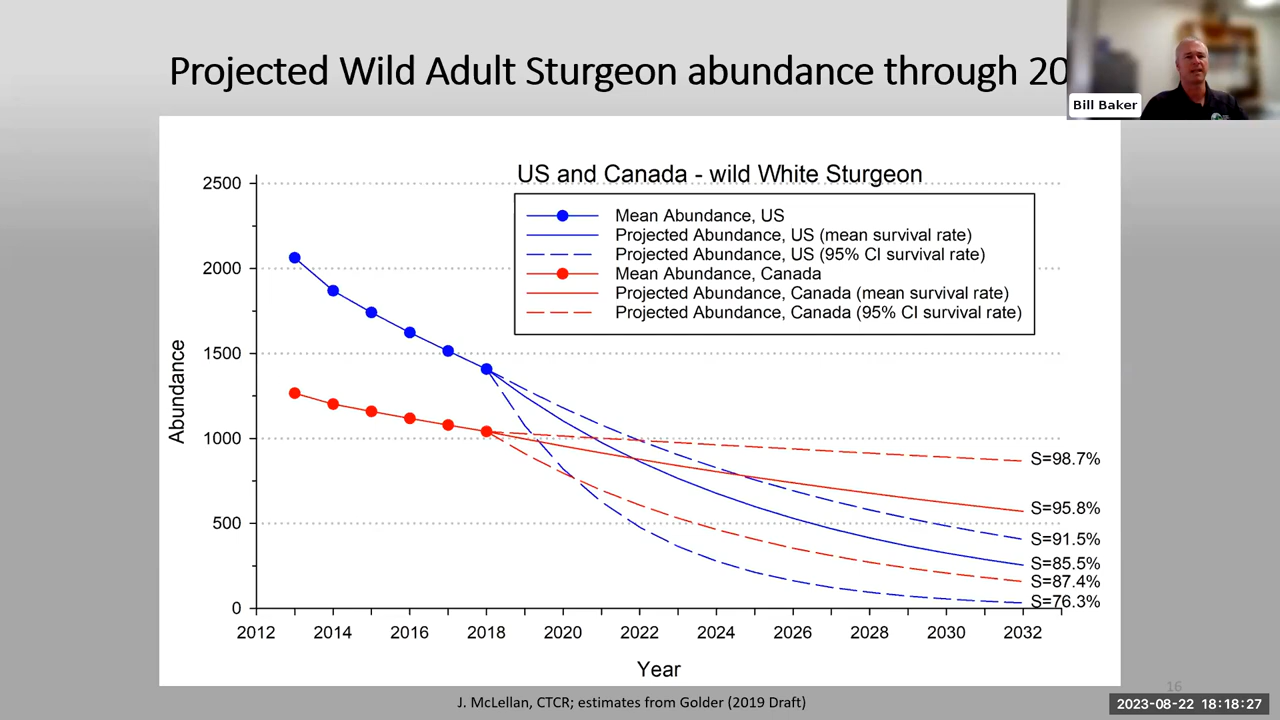 Projected Wild Adult Sturgeon abundance through 20
Bill Baker
US and Canada - wild White Sturgeon
Mean Abundance, US
Projected Abundance, US (mean survival rate)
Projected Abundance, US (95% CI survival rate)
Mean Abundance, Canada
Projected Abundance, Canada (mean survival rate)
Projected Abundance, Canada (95% CI survival rate)
Abundance
2500
2000
1500
1000
500
0
S=98.7%
S=95.8%
S=91.5%
S=85.5%
S=87.4%
S=76.3%
2012 2014 2016 2018 2020 2022 2024 2026 2028 2030 2032
Year
J. McLellan, CTCR; estimates from Golder (2019 Draft)
16
2023-08-22 18:18:27